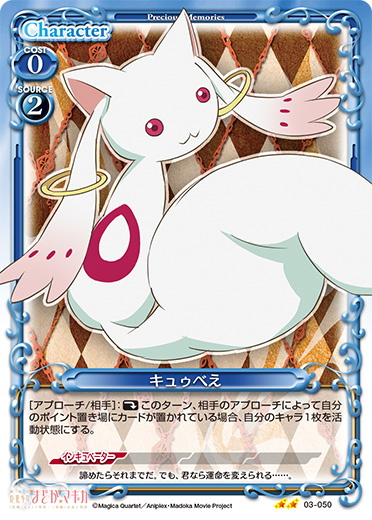 Precious Memories
Character
COST
0
SOURCE
2
キュゥべえ
[アプローチ/相手]:このターン、相手のアプローチによって自分
のポイント置き場にカードが置かれている場合、自分のキャラ1枚を活
動状態にする。
インキュベーター
諦めたらそれまでだ。でも、君なら運命を変えられる……。
まどか☆マギカ
©Magica Quartet／Aniplex・Madoka Movie Project
03-050